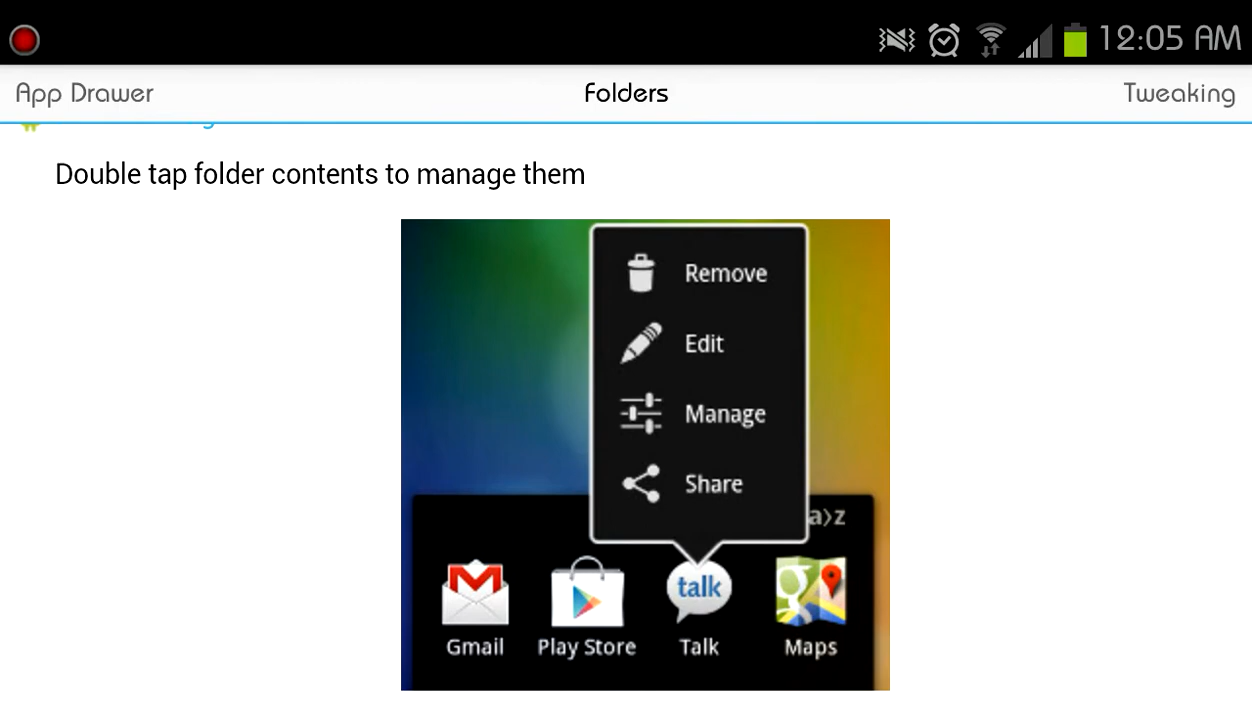 12:05 AM
App Drawer Folders Tweaking
Double tap folder contents to manage them
Remove
Edit
Manage
Share
a>z
talk
Gmail Play Store Talk Maps